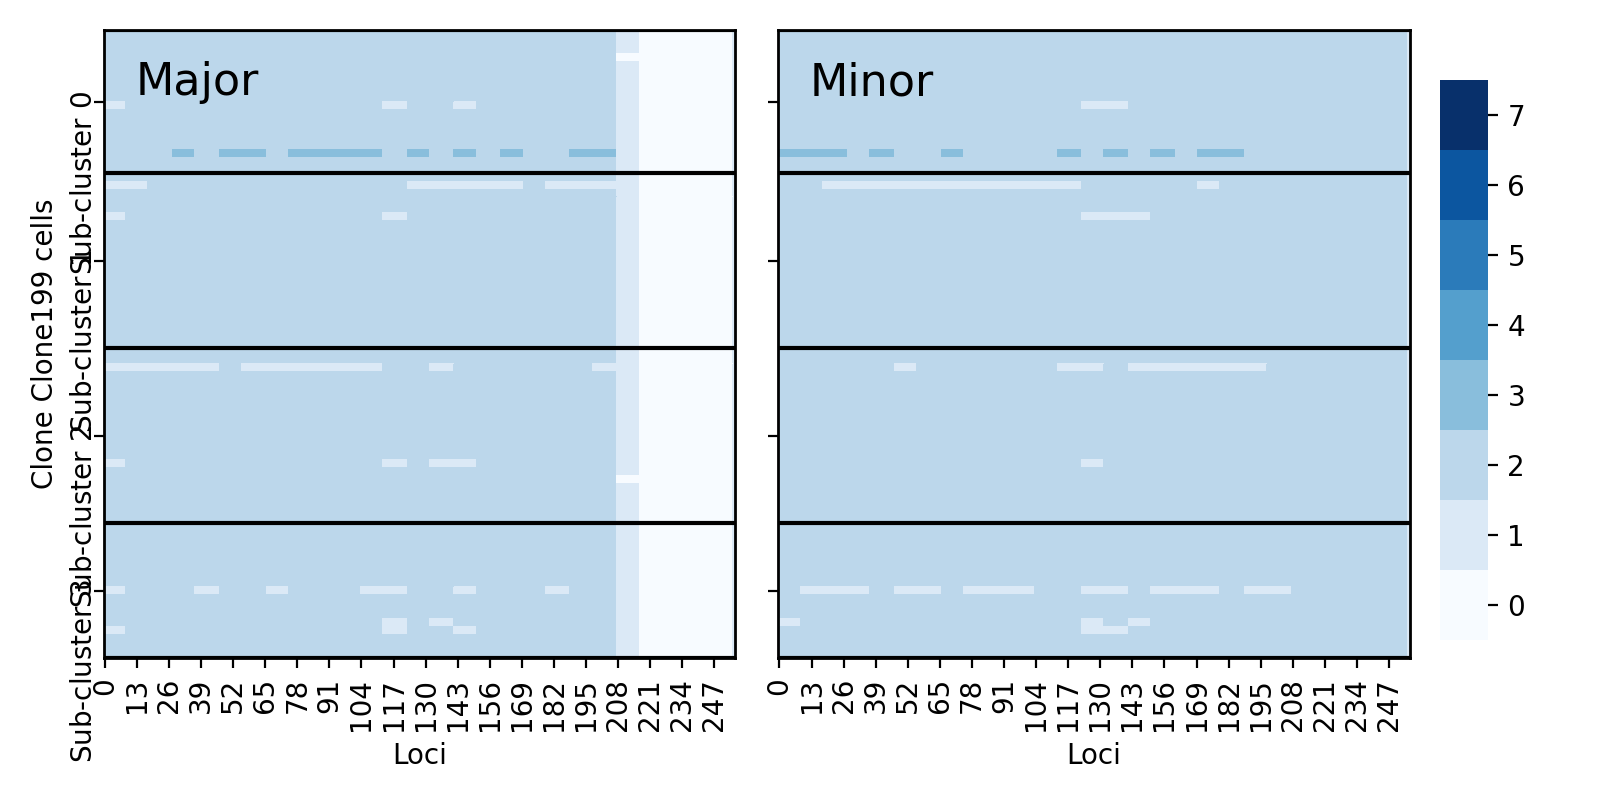 Major
Minor
Clone Clone199 cells
Sub-cluster 0
Sub-cluster 1
Sub-cluster 2
Sub-cluster 3
0 13 26 39 52 65 78 91 104 117 130 143 156 169 182 195 208 221 234 247
0 13 26 39 52 65 78 91 104 117 130 143 156 169 182 195 208 221 234 247
Loci
Loci
7
6
5
4
3
2
1
0